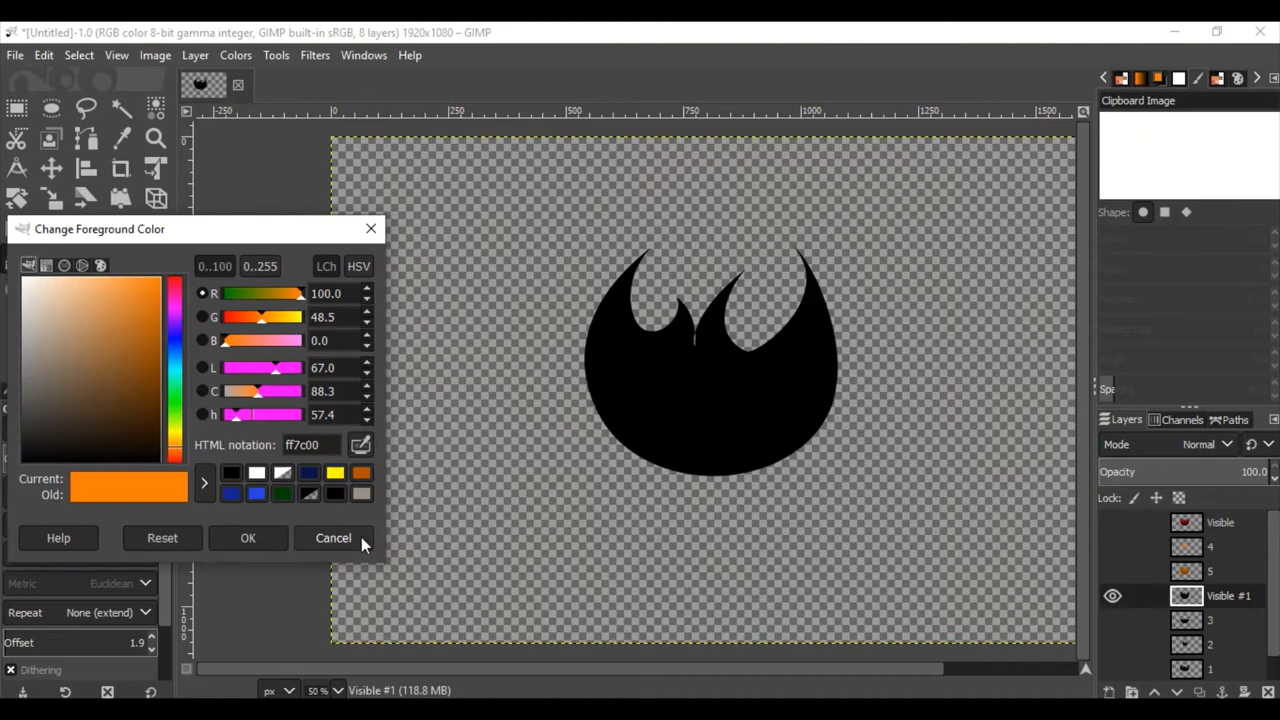 "[Untitled]-1.0 (RGB color 8-bit gamma integer, GIMP built-in sRGB, 8 layers) 1920x1080 – GIMP
File Edit Select View Image Layer Colors Tools Filters Windows Help
-250 0 250 500 750 1000 1250 1500
Clipboard Image
Shape:
Change Foreground Color
0..100 0..255 LCh HSV
R 100.0
G 48.5
B 0.0
L 67.0
C 88.3
h 57.4
HTML notation: ff7c00
Current:
Old:
Help Reset OK Cancel
Metric Euclidean
Repeat None (extend)
Offset 1.9
Dithering
px 50 % Visible #1 (118.8 MB)
Spa
Layers Channels Paths
Mode Normal
Opacity 100.0
Lock:
Visible
4
5
Visible #1
3
2
1